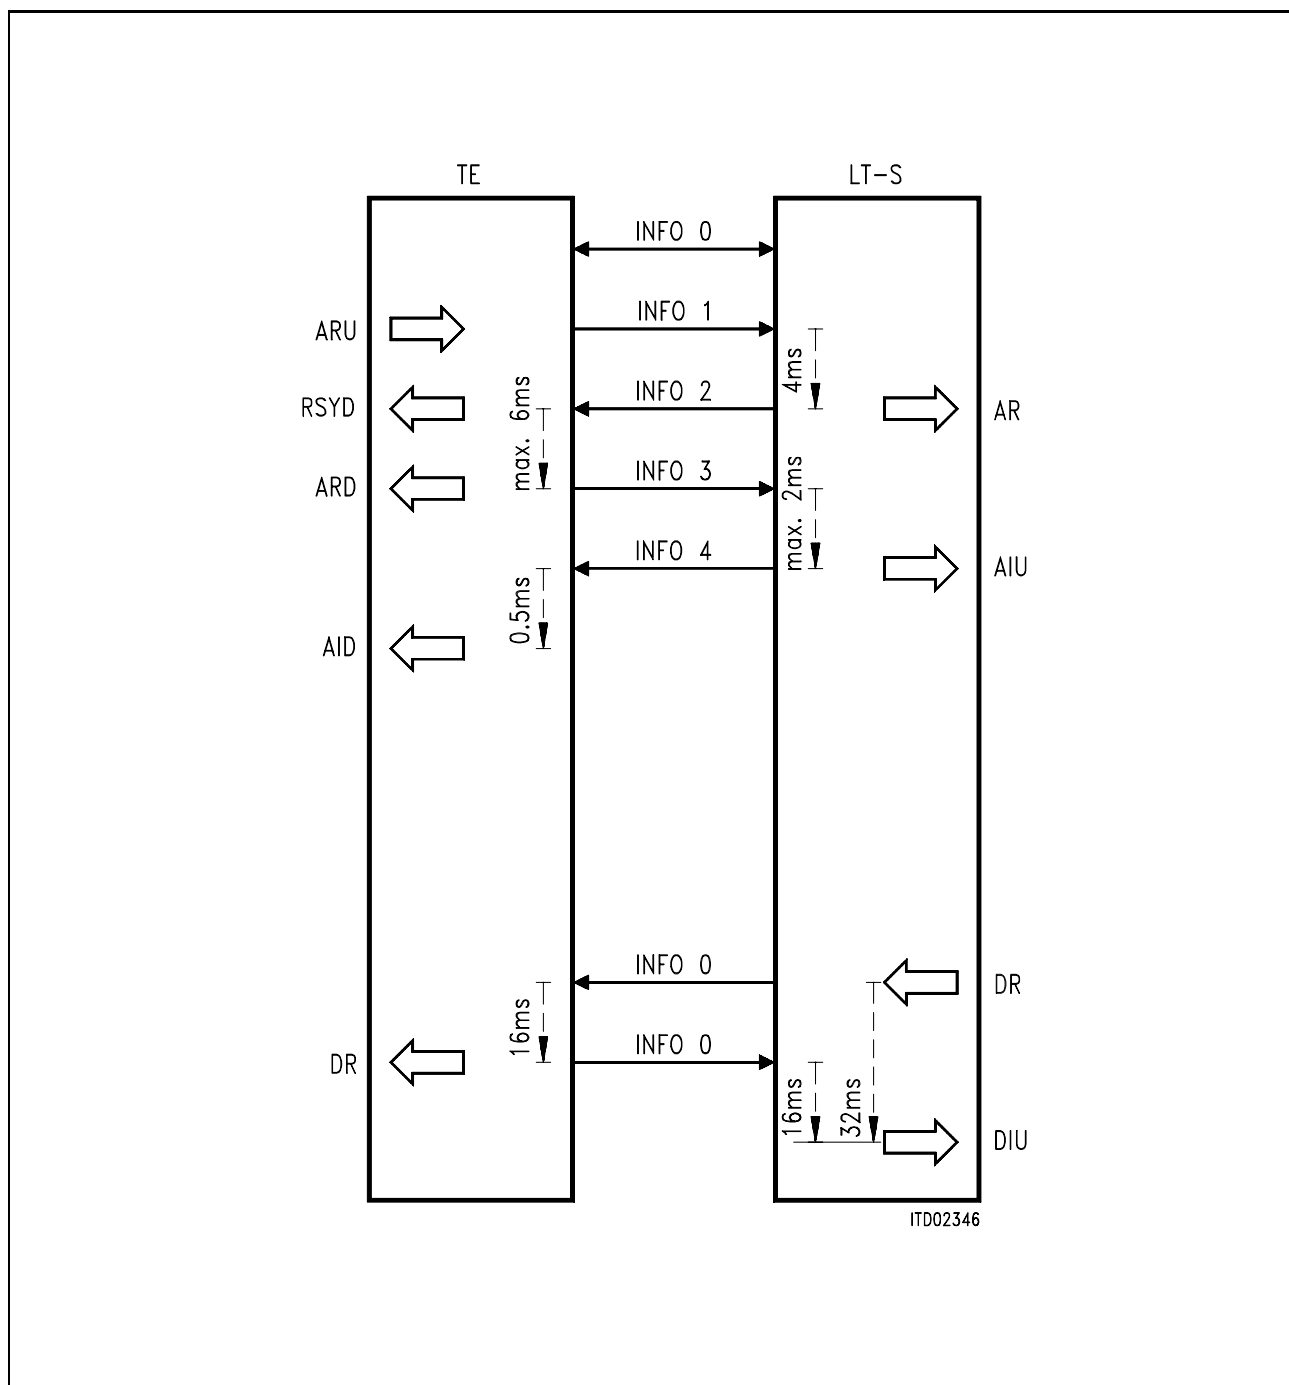 TE
LT-S
INFO 0
INFO 1
ARU
4ms
INFO 2
RSYD
AR
max. 6ms
INFO 3
ARD
max. 2ms
INFO 4
AIU
0.5ms
AID
INFO 0
DR
16ms
INFO 0
DR
16ms
32ms
DIU
ITD02346